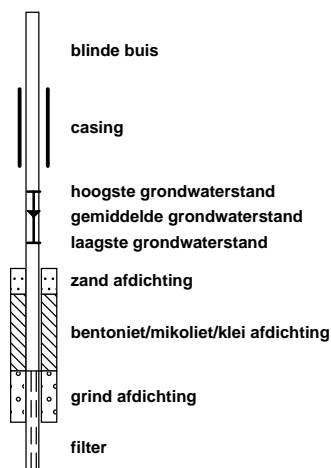 blinde buis
casing
hoogste grondwaterstand
gemiddelde grondwaterstand
laagste grondwaterstand
zand afdichting
bentoniet/mikoliet/klei afdichting
grind afdichting
filter